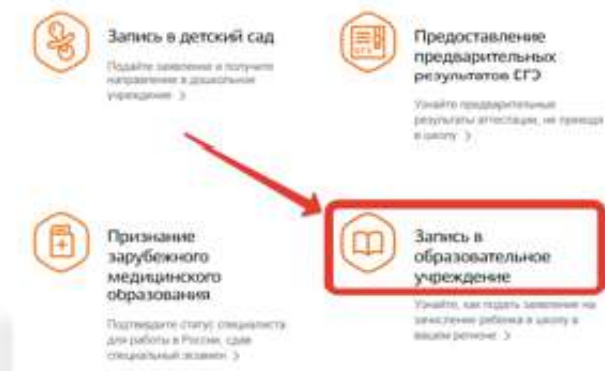 Запись в детский сад
Подайте заявление и получите
направление в дошкольное
учреждение >
Предоставление
предварительных
результатов ЕГЭ
Узнайте предварительные
результаты аттестации, не приходя
в школу >
Признание
зарубежного
медицинского
образования
Подтвердите статус специалиста
для работы в России, сдав
специальный экзамен >
Запись в
образовательное
учреждение
Узнайте, как подать заявление на
зачисление ребенка в школу в
вашем регионе >